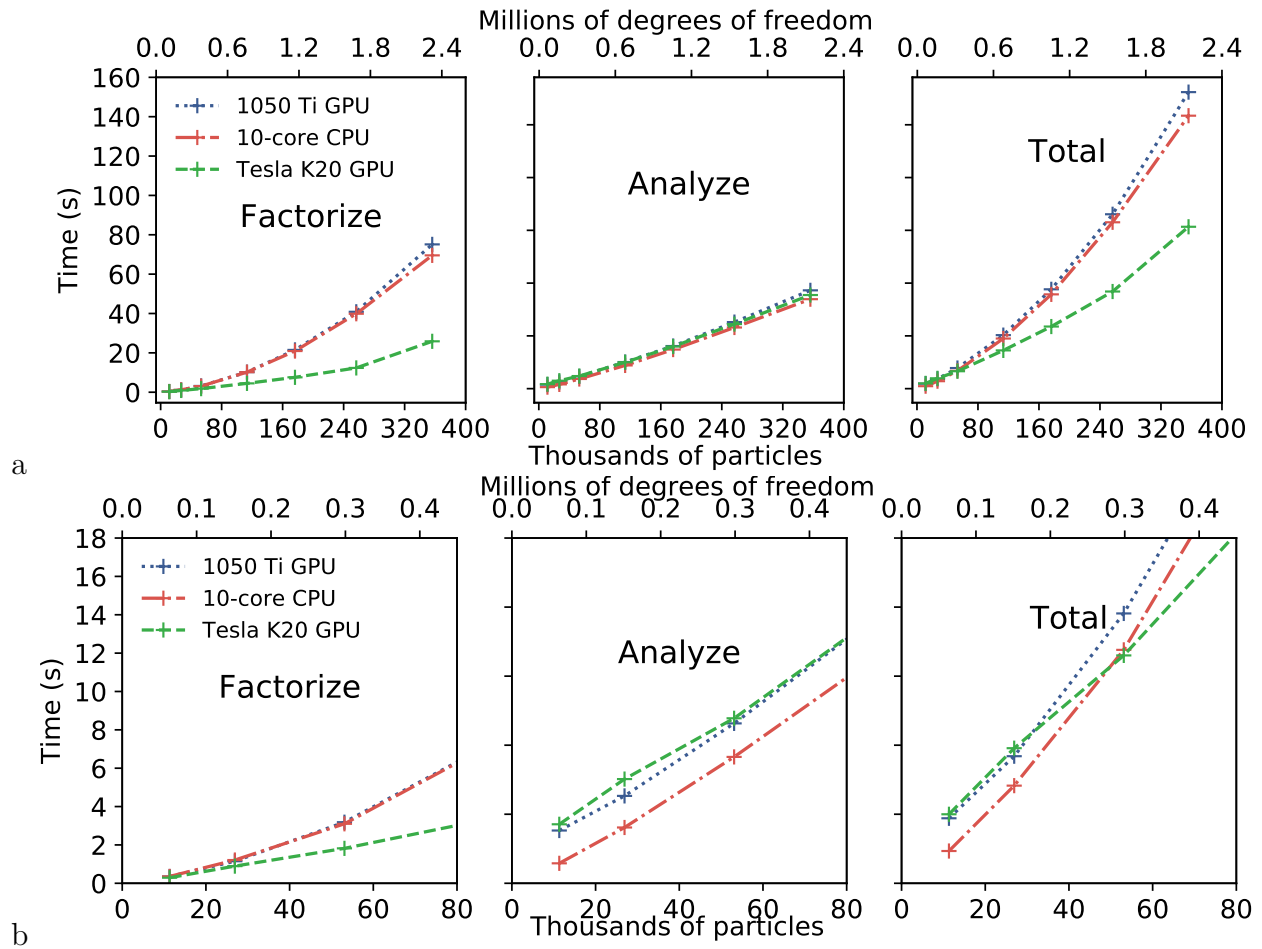 Millions of degrees of freedom
0.0 0.6 1.2 1.8 2.4 0.0 0.6 1.2 1.8 2.4 0.0 0.6 1.2 1.8 2.4
160
140
120
100
80
60
40
20
0
Time (s)
1050 Ti GPU
10-core CPU
Tesla K20 GPU
Factorize
Analyze
Total
0 80 160 240 320 400 0 80 160 240 320 400 0 80 160 240 320 400
Thousands of particles
a
Millions of degrees of freedom
0.0 0.1 0.2 0.3 0.4 0.0 0.1 0.2 0.3 0.4 0.0 0.1 0.2 0.3 0.4
18
16
14
12
10
8
6
4
2
0
Time (s)
1050 Ti GPU
10-core CPU
Tesla K20 GPU
Factorize
Analyze
Total
0 20 40 60 80 0 20 40 60 80 0 20 40 60 80
Thousands of particles
b